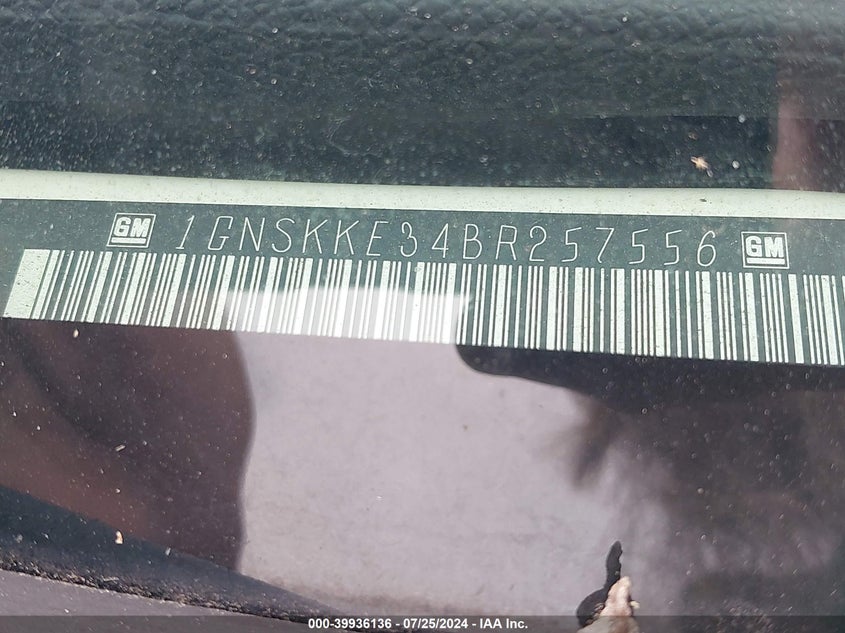 GM 1GNSKKE34BR257556 GM
000-39936136 - 07/25/2024 - IAA Inc.